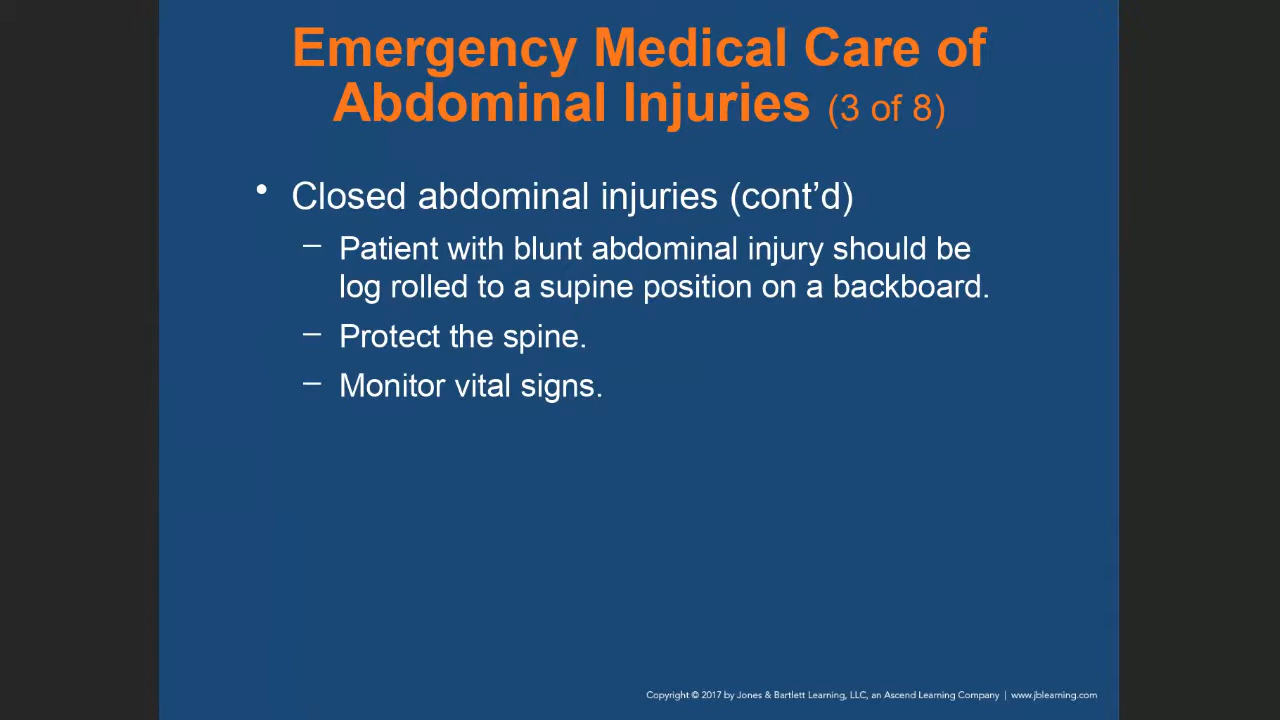 Emergency Medical Care of
Abdominal Injuries (3 of 8)
• Closed abdominal injuries (cont’d)
– Patient with blunt abdominal injury should be
log rolled to a supine position on a backboard.
– Protect the spine.
– Monitor vital signs.
Copyright © 2017 by Jones & Bartlett Learning, LLC, an Ascend Learning Company | www.jblearning.com